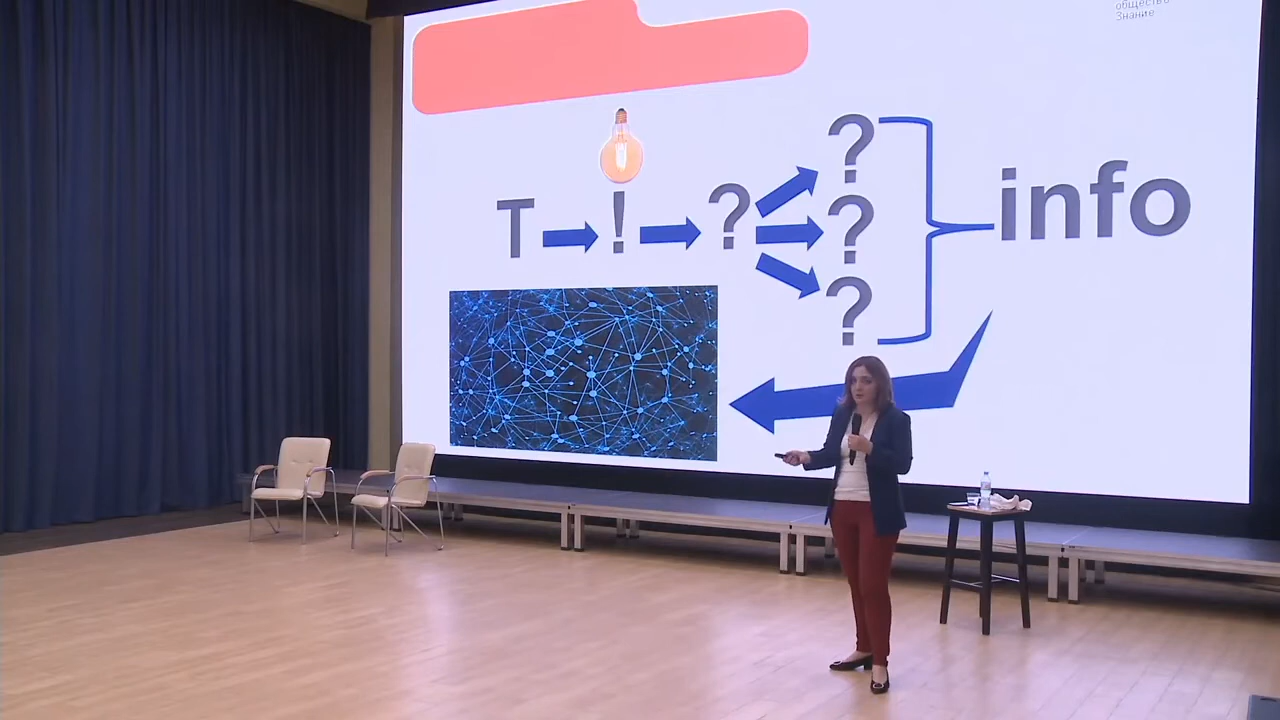 общество
Знание
T ! ?
?
?
?
info